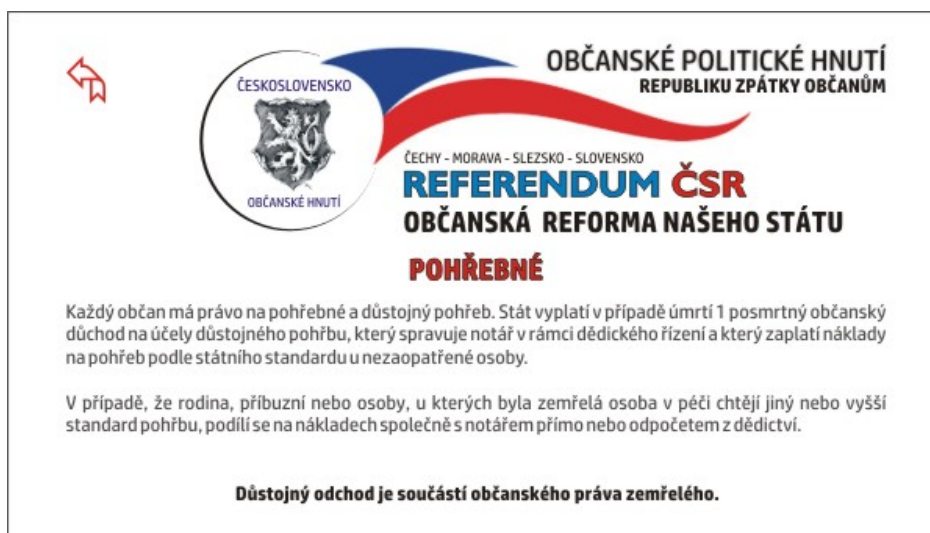 OBČANSKÉ POLITICKÉ HNUTÍ
REPUBLIKU ZPÁTKY OBČANŮM
ČESKOSLOVENSKO
OBČANSKÉ HNUTÍ
ČECHY - MORAVA - SLEZSKO - SLOVENSKO
REFERENDUM ČSR
OBČANSKÁ REFORMA NAŠEHO STÁTU
POHŘEBNÉ
Každý občan má právo na pohřebné a důstojný pohřeb. Stát vyplatí v případě úmrtí 1 posmrtný občanský
důchod na účely důstojného pohřbu, který spravuje notář v rámci dědického řízení a který zaplatí náklady
na pohřeb podle státního standardu u nezaopatřené osoby.
V případě, že rodina, příbuzní nebo osoby, u kterých byla zemřelá osoba v péči chtějí jiný nebo vyšší
standard pohřbu, podílí se na nákladech společně s notářem přímo nebo odpočetem z dědictví.
Důstojný odchod je součástí občanského práva zemřelého.